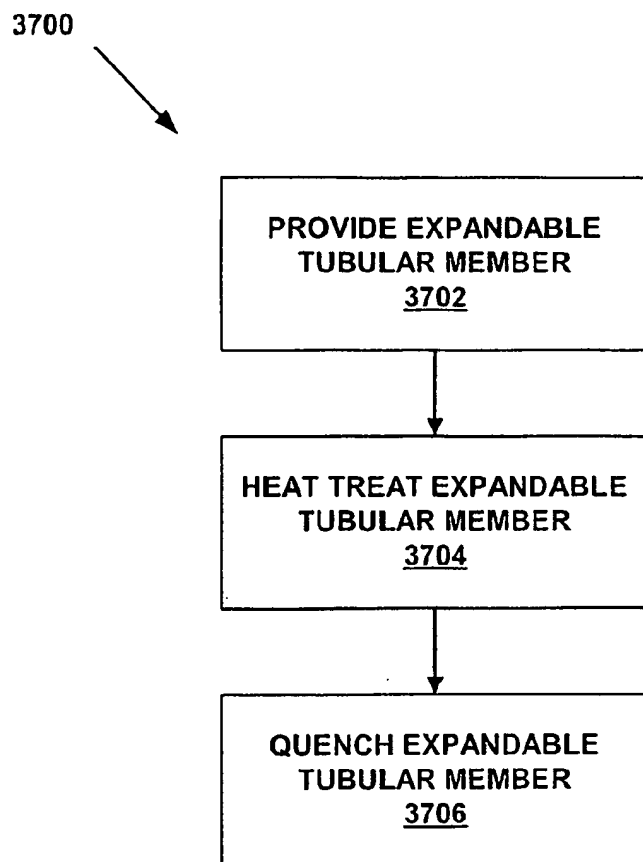 3700
PROVIDE EXPANDABLE
TUBULAR MEMBER
3702
HEAT TREAT EXPANDABLE
TUBULAR MEMBER
3704
QUENCH EXPANDABLE
TUBULAR MEMBER
3706